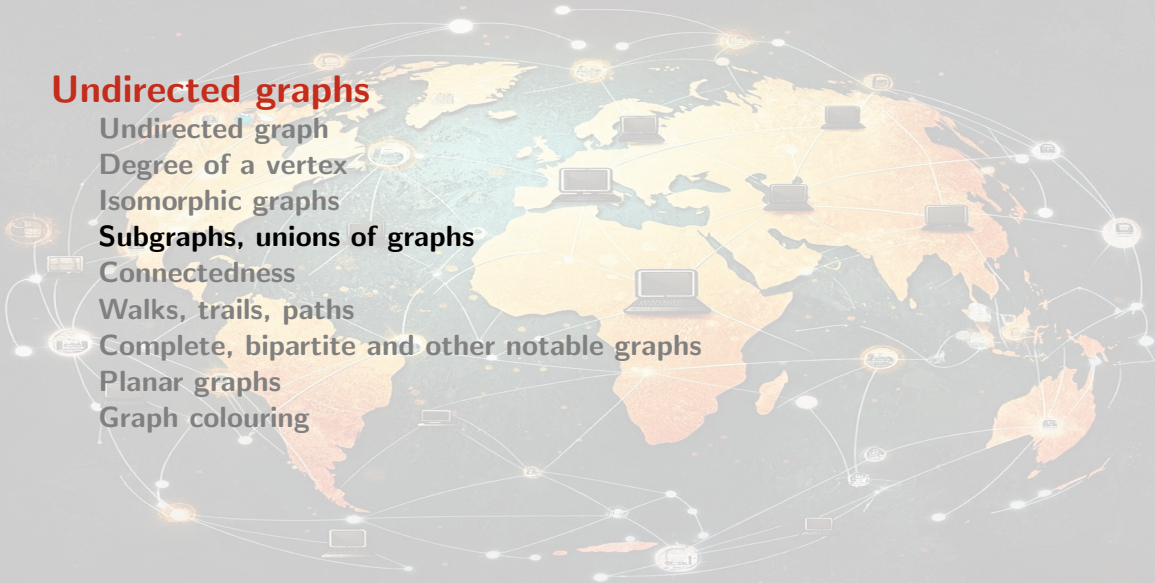 Undirected graphs
Undirected graph
Degree of a vertex
Isomorphic graphs
Subgraphs, unions of graphs
Connectedness
Walks, trails, paths
Complete, bipartite and other notable graphs
Planar graphs
Graph colouring